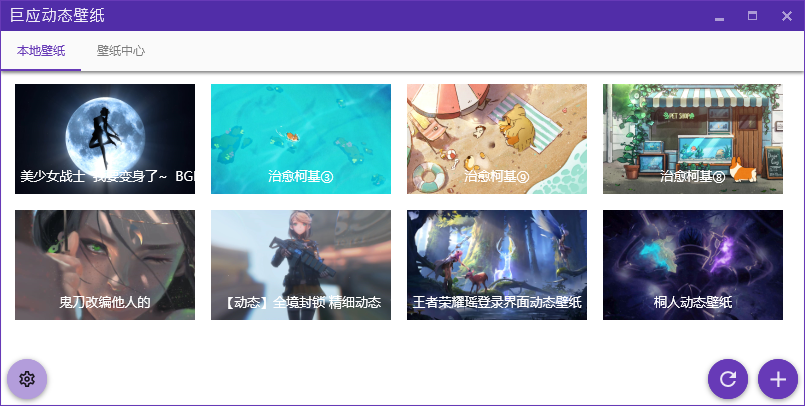 巨应动态壁纸
本地壁纸 壁纸中心
美少女战士 我要变身了~ BG
治愈柯基③
治愈柯基⑨
PET SHOP
治愈柯基⑧
鬼刀改编他人的
【动态】全境封锁 精细动态
王者荣耀瑶登录界面动态壁纸
桐人动态壁纸